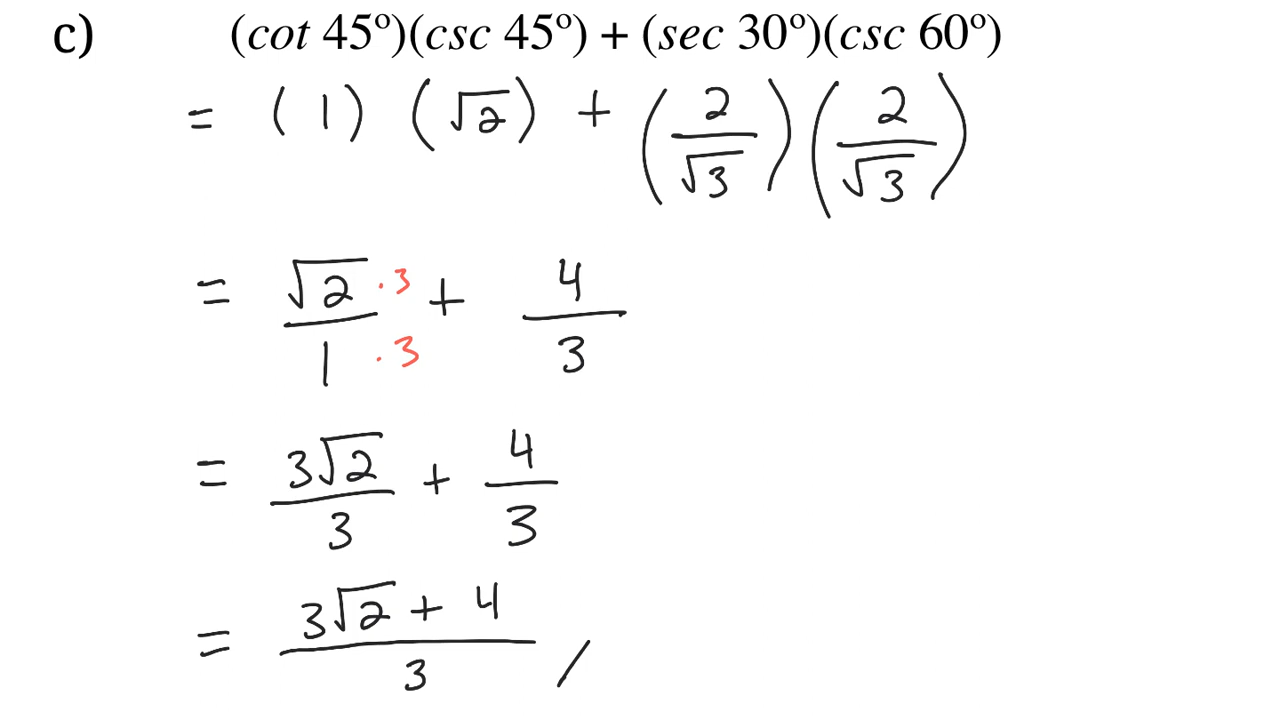 c) (cot 45º)(csc 45º) + (sec 30º)(csc 60º)
= (1) (√2) + (2/√3)(2/√3)
= √2 · 3 / 1 · 3 + 4/3
= 3√2/3 + 4/3
= (3√2 + 4)/3 /